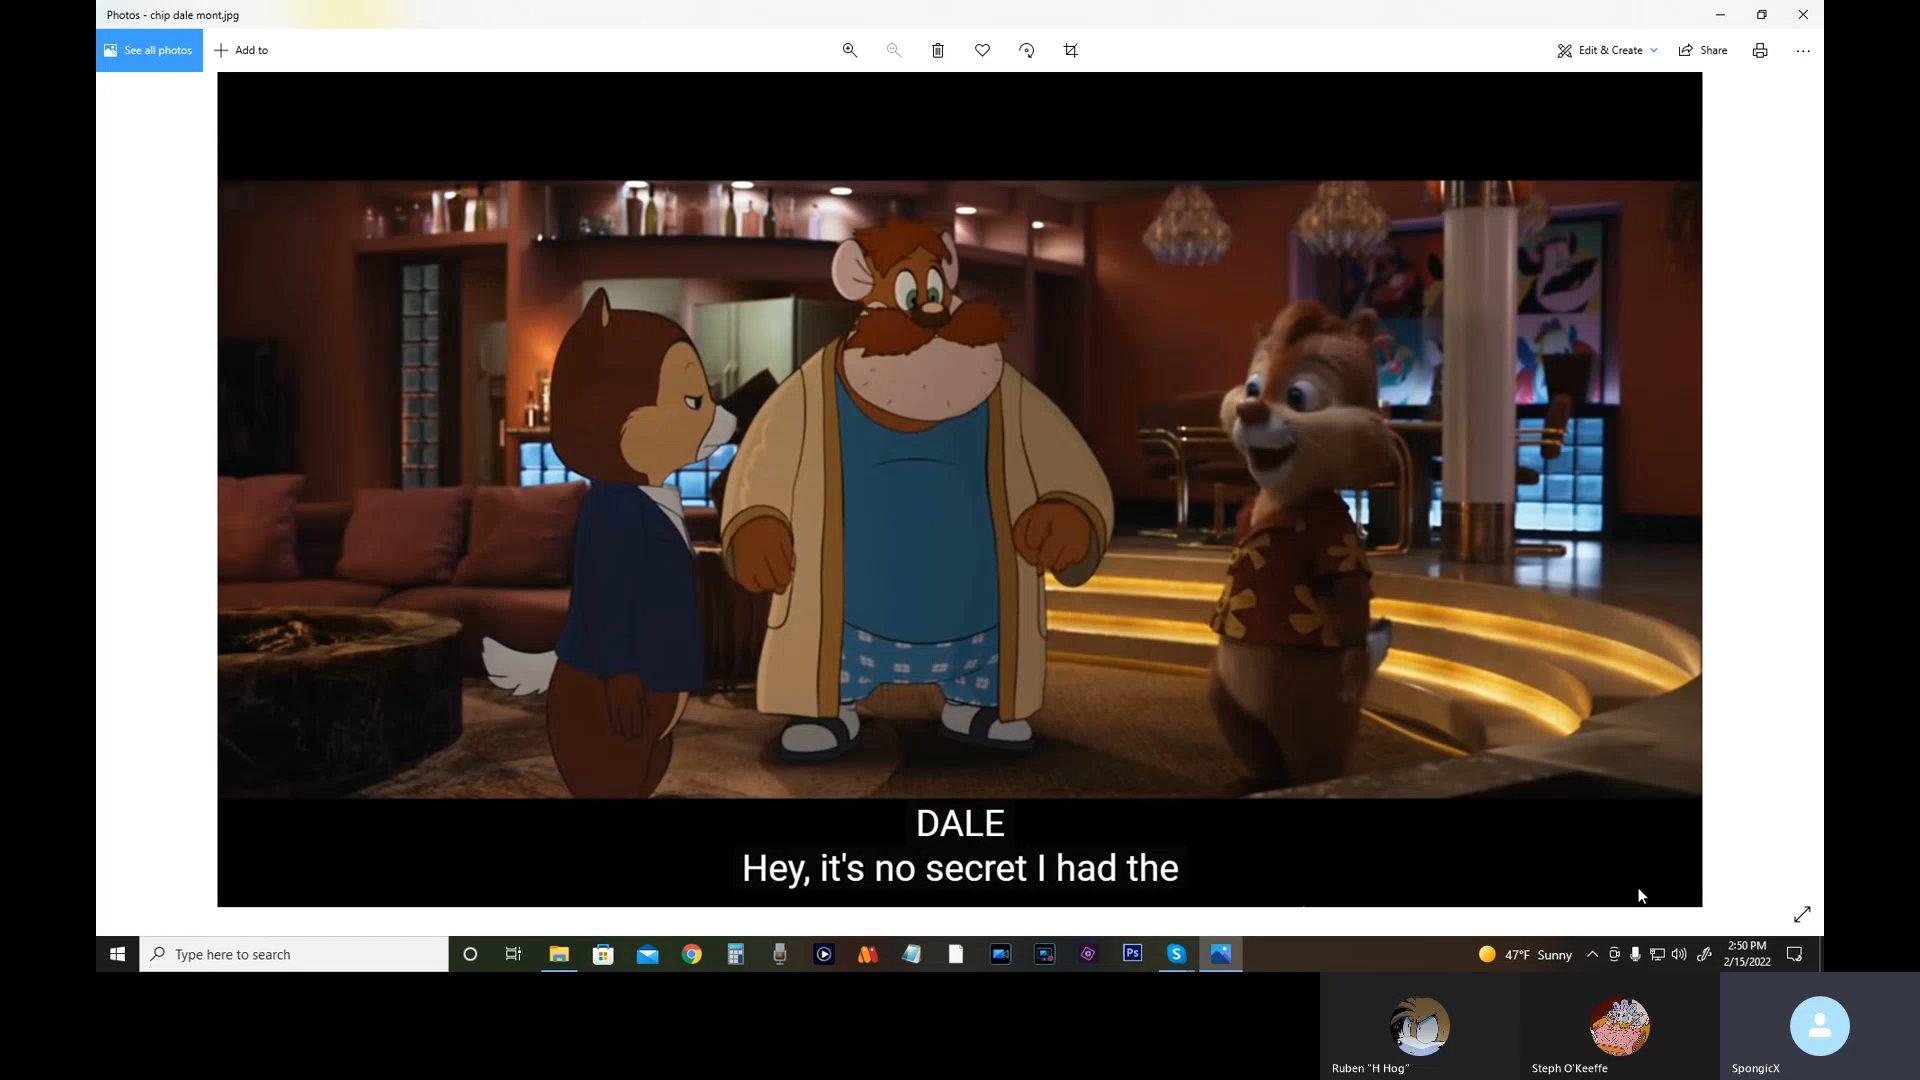 Photos - chip dale mont.jpg
See all photos
Add to
Edit & Create
Share
DALE
Hey, it's no secret I had the
Type here to search
Ps
S
47°F Sunny
2:50 PM
2/15/2022
Ruben "H Hog"
Steph O'Keeffe
SpongicX